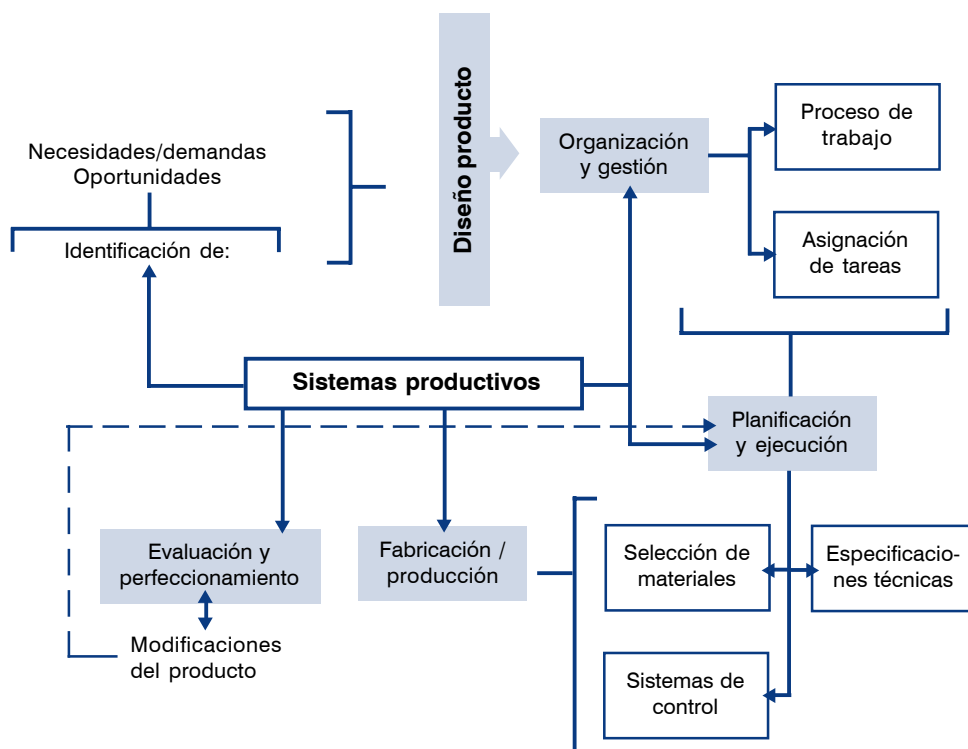 Necesidades/demandas
Oportunidades
Identificación de:
Diseño producto
Organización
y gestión
Proceso de
trabajo
Asignación
de tareas
Sistemas productivos
Planificación
y ejecución
Evaluación y
perfeccionamiento
Modificaciones
del producto
Fabricación /
producción
Selección de
materiales
Especificacio-
nes técnicas
Sistemas de
control